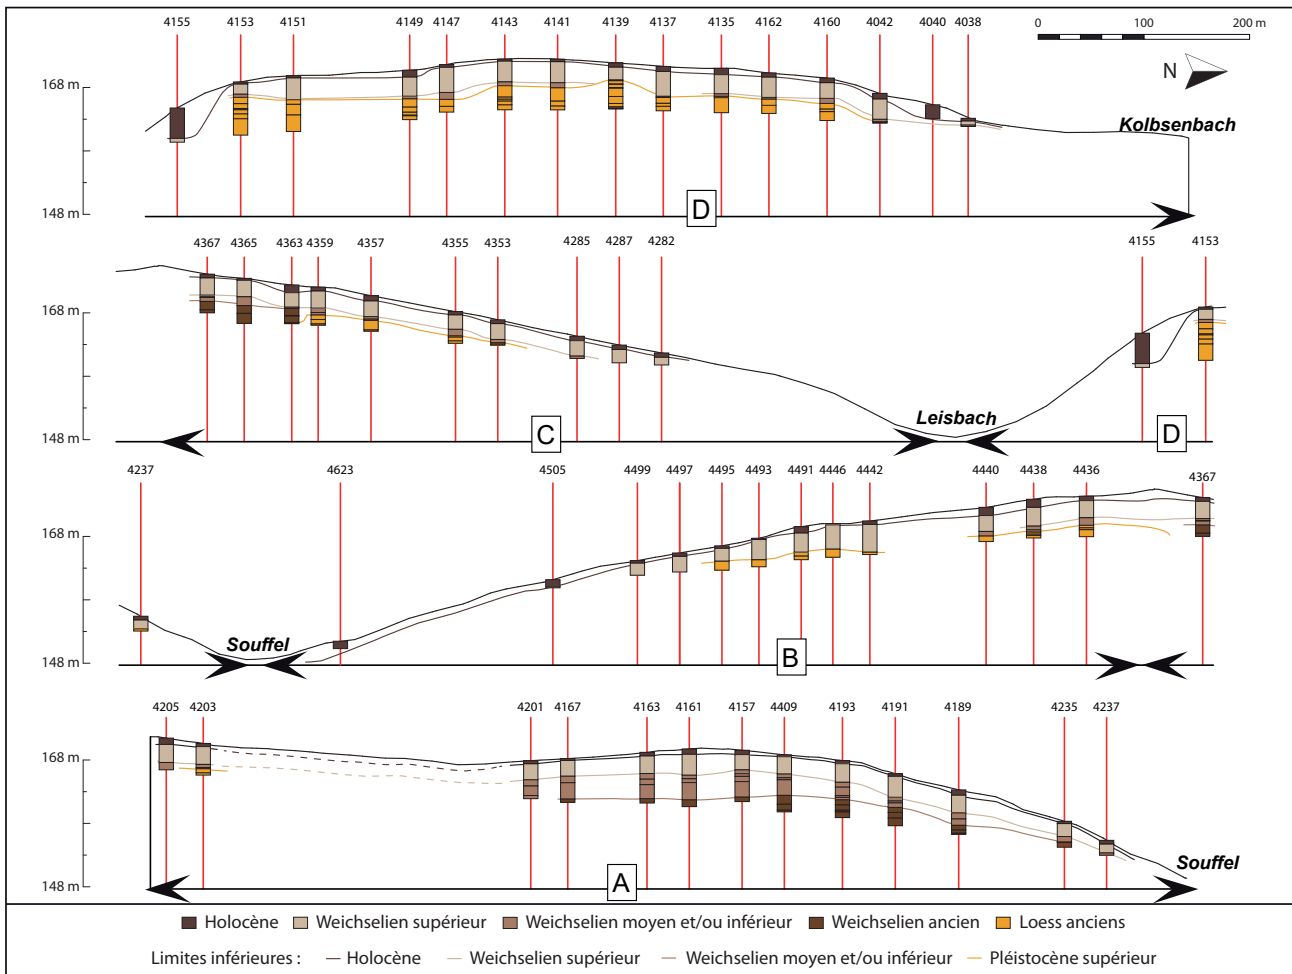 4155 4153 4151 4149 4147 4143 4141 4139 4137 4135 4162 4160 4042 4040 4038
0 200 m
N
168 m
Kolbsenbach
148 m
D
4367 4365 4363 4359 4357 4355 4353 4285 4287 4282 4155 4153
168 m
Leisbach
148 m
C D
4237 4623 4505 4499 4497 4495 4493 4491 4446 4442 4440 4438 4436 4367
168 m
Souffel
148 m
B
4205 4203 4201 4167 4163 4161 4157 4409 4193 4191 4189 4235 4237
168 m
Souffel
148 m
A
Holocène Weichselien supérieur Weichselien moyen et/ou inférieur Weichselien ancien Loess anciens
Limites inférieures : Holocène Weichselien supérieur Weichselien moyen et/ou inférieur Pléistocène supérieur